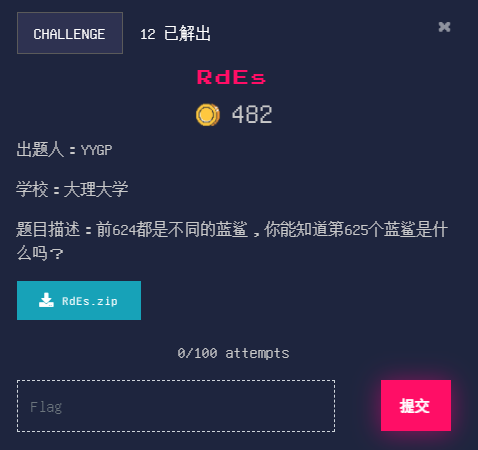 CHALLENGE 12 已解出
RdEs
482
出题人：YYGP
学校：大理大学
题目描述：前624都是不同的蓝鲨，你能知道第625个蓝鲨是什
么吗？
RdEs.zip
0/100 attempts
Flag 提交